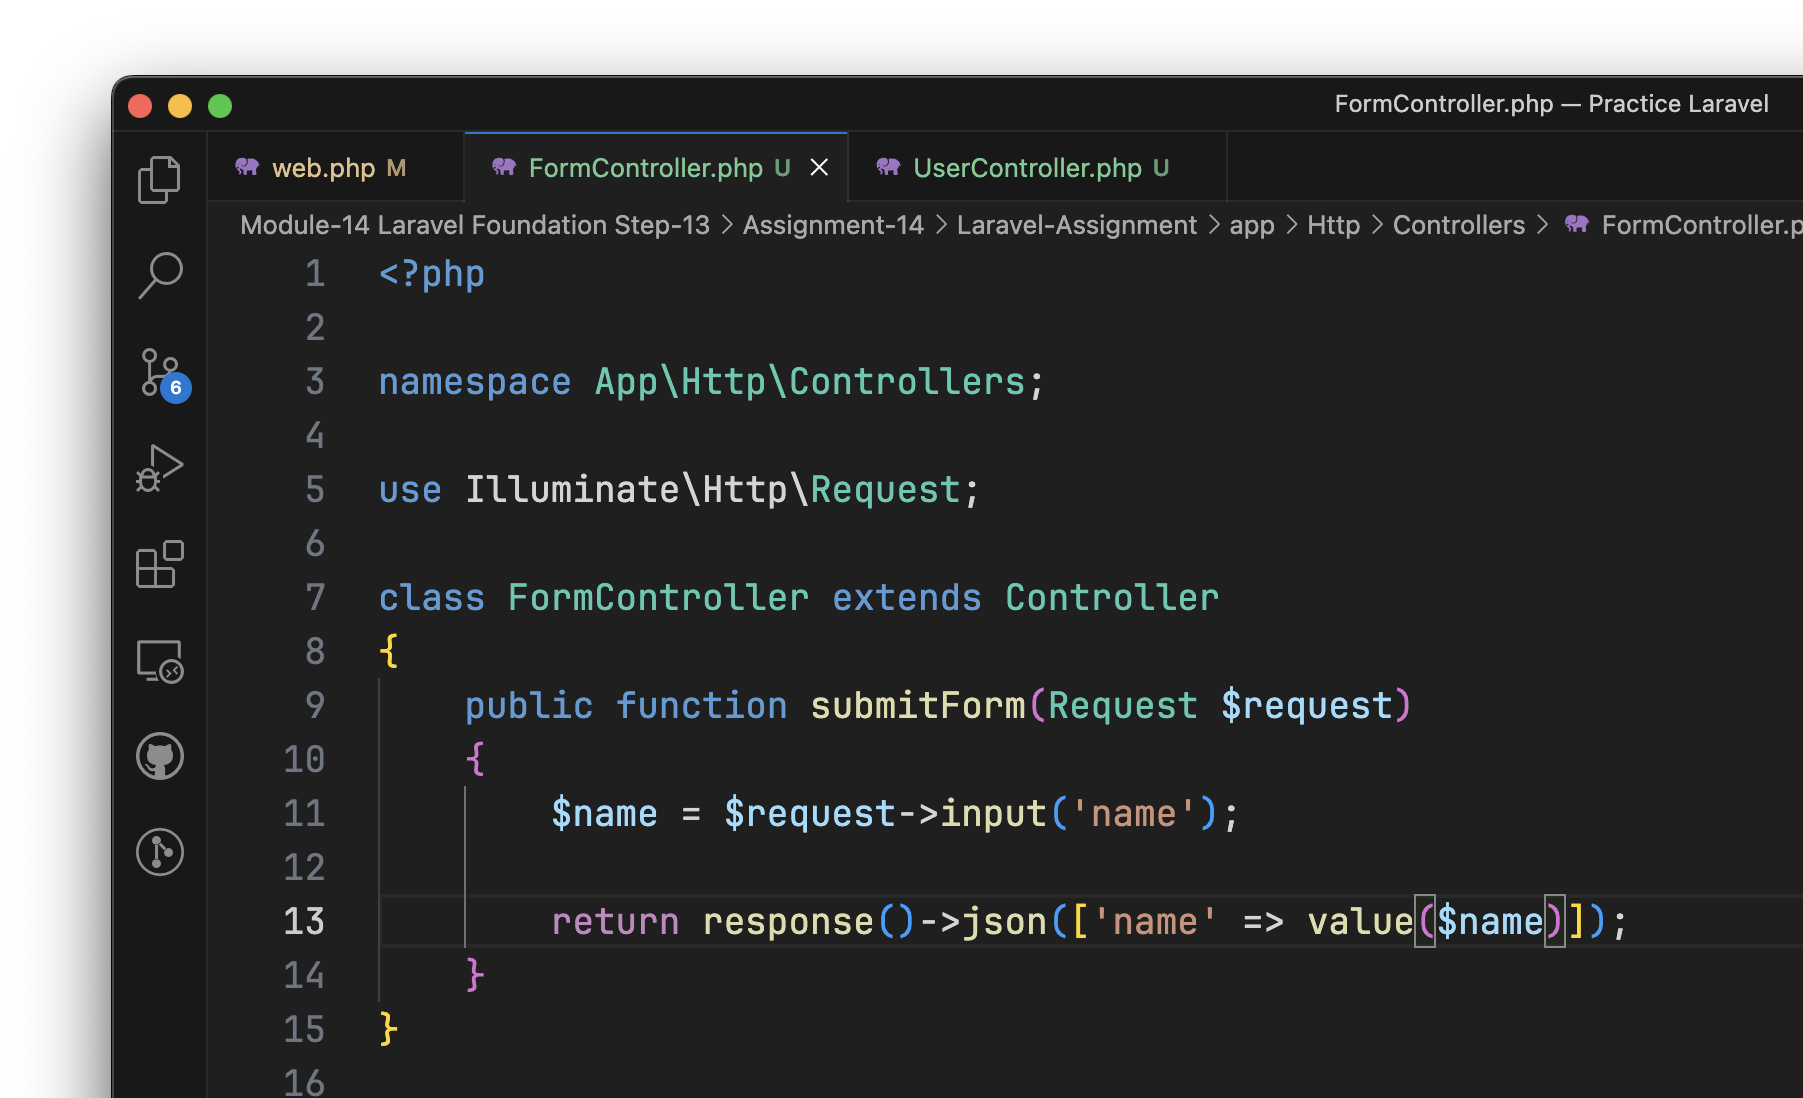 FormController.php — Practice Laravel
web.php M FormController.php U UserController.php U
Module-14 Laravel Foundation Step-13 > Assignment-14 > Laravel-Assignment > app > Http > Controllers > FormController.p
6
1 <?php
2
3 namespace App\Http\Controllers;
4
5 use Illuminate\Http\Request;
6
7 class FormController extends Controller
8 {
9     public function submitForm(Request $request)
10     {
11         $name = $request->input('name');
12
13         return response()->json(['name' => value($name)]);
14     }
15 }
16